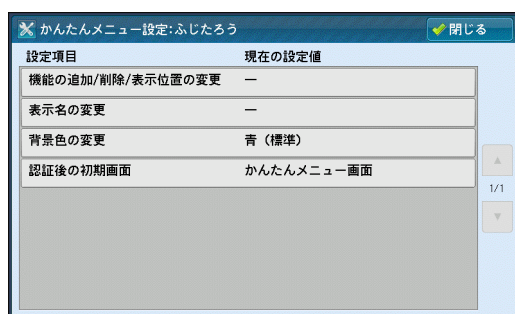 かんたんメニュー設定:ふじたろう
閉じる
設定項目 現在の設定値
機能の追加/削除/表示位置の変更 ー
表示名の変更 ー
背景色の変更 青（標準）
認証後の初期画面 かんたんメニュー画面
1/1